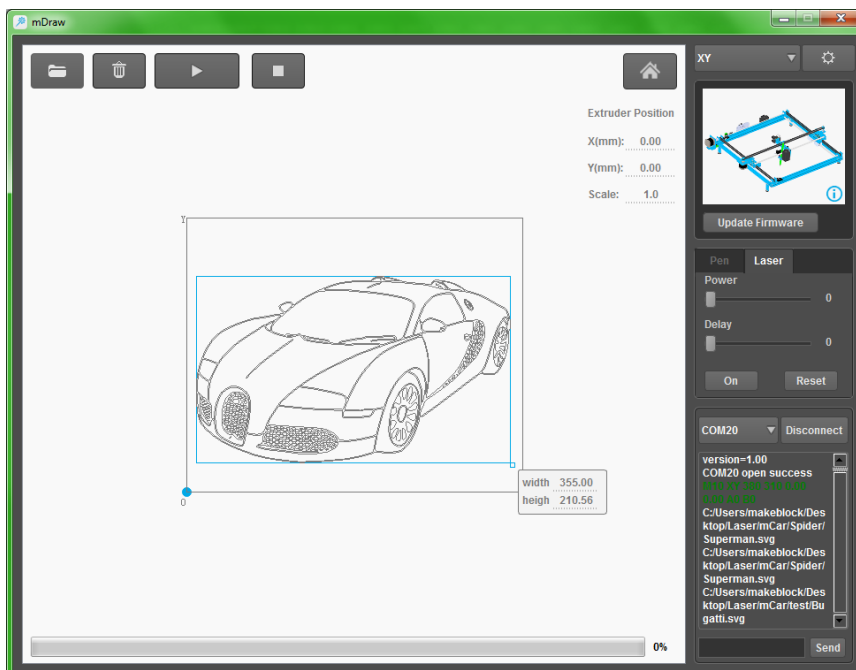 mDraw
XY
Extruder Position
X(mm): 0.00
Y(mm): 0.00
Scale: 1.0
Update Firmware
Pen Laser
Power
0
Delay
0
On Reset
Y
width 355.00
heigh 210.56
0
COM20 Disconnect
version=1.00
COM20 open success
C:/Users/makeblock/Des
ktop/Laser/mCar/Spider/
Superman.svg
C:/Users/makeblock/Des
ktop/Laser/mCar/Spider/
Superman.svg
C:/Users/makeblock/Des
ktop/Laser/mCar/test/Bu
gatti.svg
0%
Send